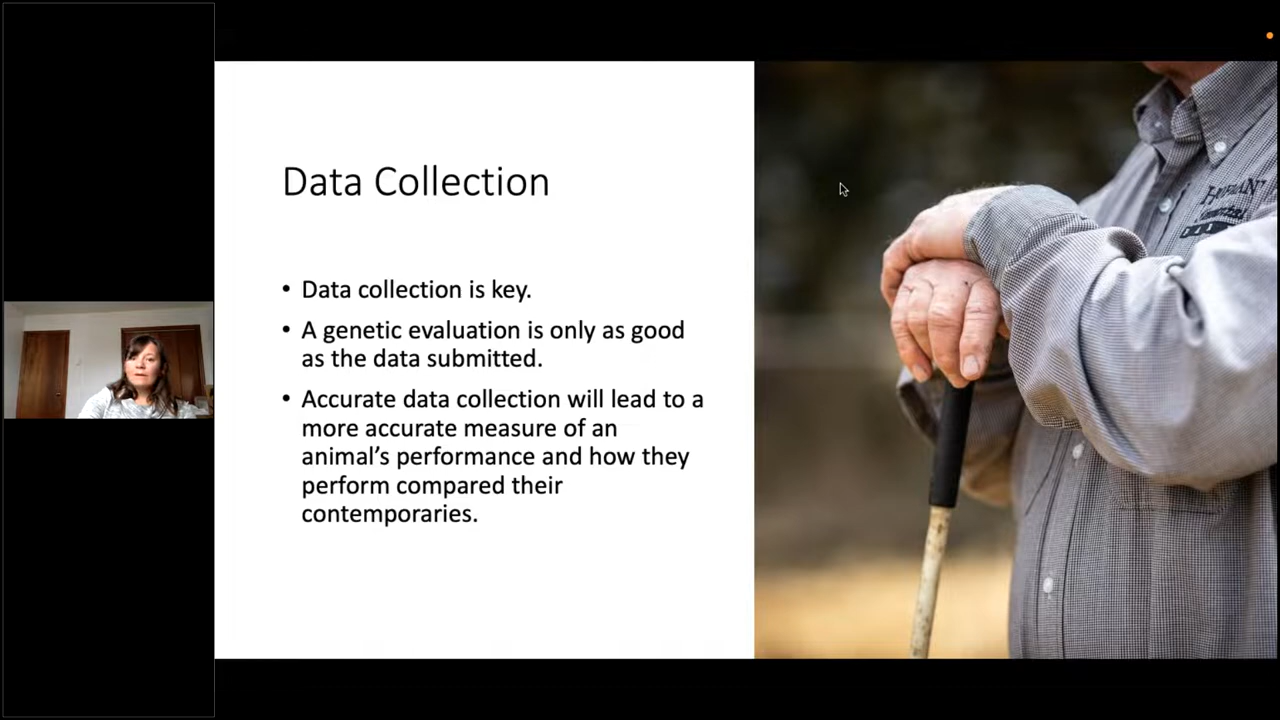 Data Collection
• Data collection is key.
• A genetic evaluation is only as good
as the data submitted.
• Accurate data collection will lead to a
more accurate measure of an
animal’s performance and how they
perform compared their
contemporaries.